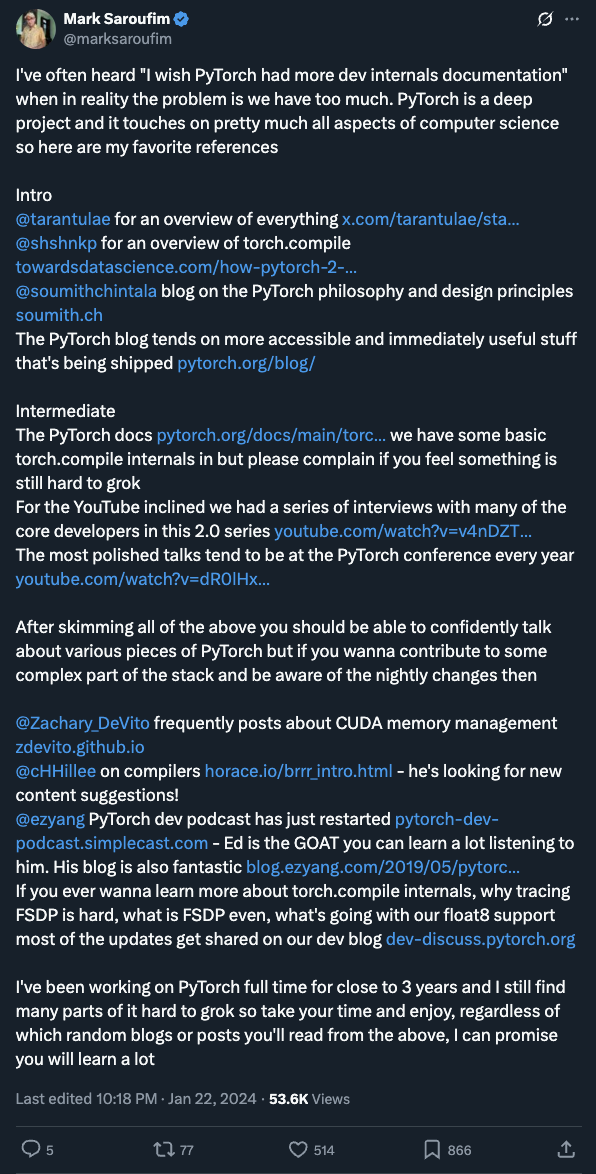 Mark Saroufim
@marksaroufim
I've often heard "I wish PyTorch had more dev internals documentation"
when in reality the problem is we have too much. PyTorch is a deep
project and it touches on pretty much all aspects of computer science
so here are my favorite references
Intro
@tarantulae for an overview of everything x.com/tarantulae/sta...
@shshnkp for an overview of torch.compile
towardsdatascience.com/how-pytorch-2-...
@soumithchintala blog on the PyTorch philosophy and design principles
soumith.ch
The PyTorch blog tends on more accessible and immediately useful stuff
that's being shipped pytorch.org/blog/
Intermediate
The PyTorch docs pytorch.org/docs/main/torc... we have some basic
torch.compile internals in but please complain if you feel something is
still hard to grok
For the YouTube inclined we had a series of interviews with many of the
core developers in this 2.0 series youtube.com/watch?v=v4nDZT...
The most polished talks tend to be at the PyTorch conference every year
youtube.com/watch?v=dR0lHx...
After skimming all of the above you should be able to confidently talk
about various pieces of PyTorch but if you wanna contribute to some
complex part of the stack and be aware of the nightly changes then
@Zachary_DeVito frequently posts about CUDA memory management
zdevito.github.io
@cHHillee on compilers horace.io/brrr_intro.html - he's looking for new
content suggestions!
@ezyang PyTorch dev podcast has just restarted pytorch-dev-
podcast.simplecast.com - Ed is the GOAT you can learn a lot listening to
him. His blog is also fantastic blog.ezyang.com/2019/05/pytorc...
If you ever wanna learn more about torch.compile internals, why tracing
FSDP is hard, what is FSDP even, what's going with our float8 support
most of the updates get shared on our dev blog dev-discuss.pytorch.org
I've been working on PyTorch full time for close to 3 years and I still find
many parts of it hard to grok so take your time and enjoy, regardless of
which random blogs or posts you'll read from the above, I can promise
you will learn a lot
Last edited 10:18 PM · Jan 22, 2024 · 53.6K Views
5 77 514 866